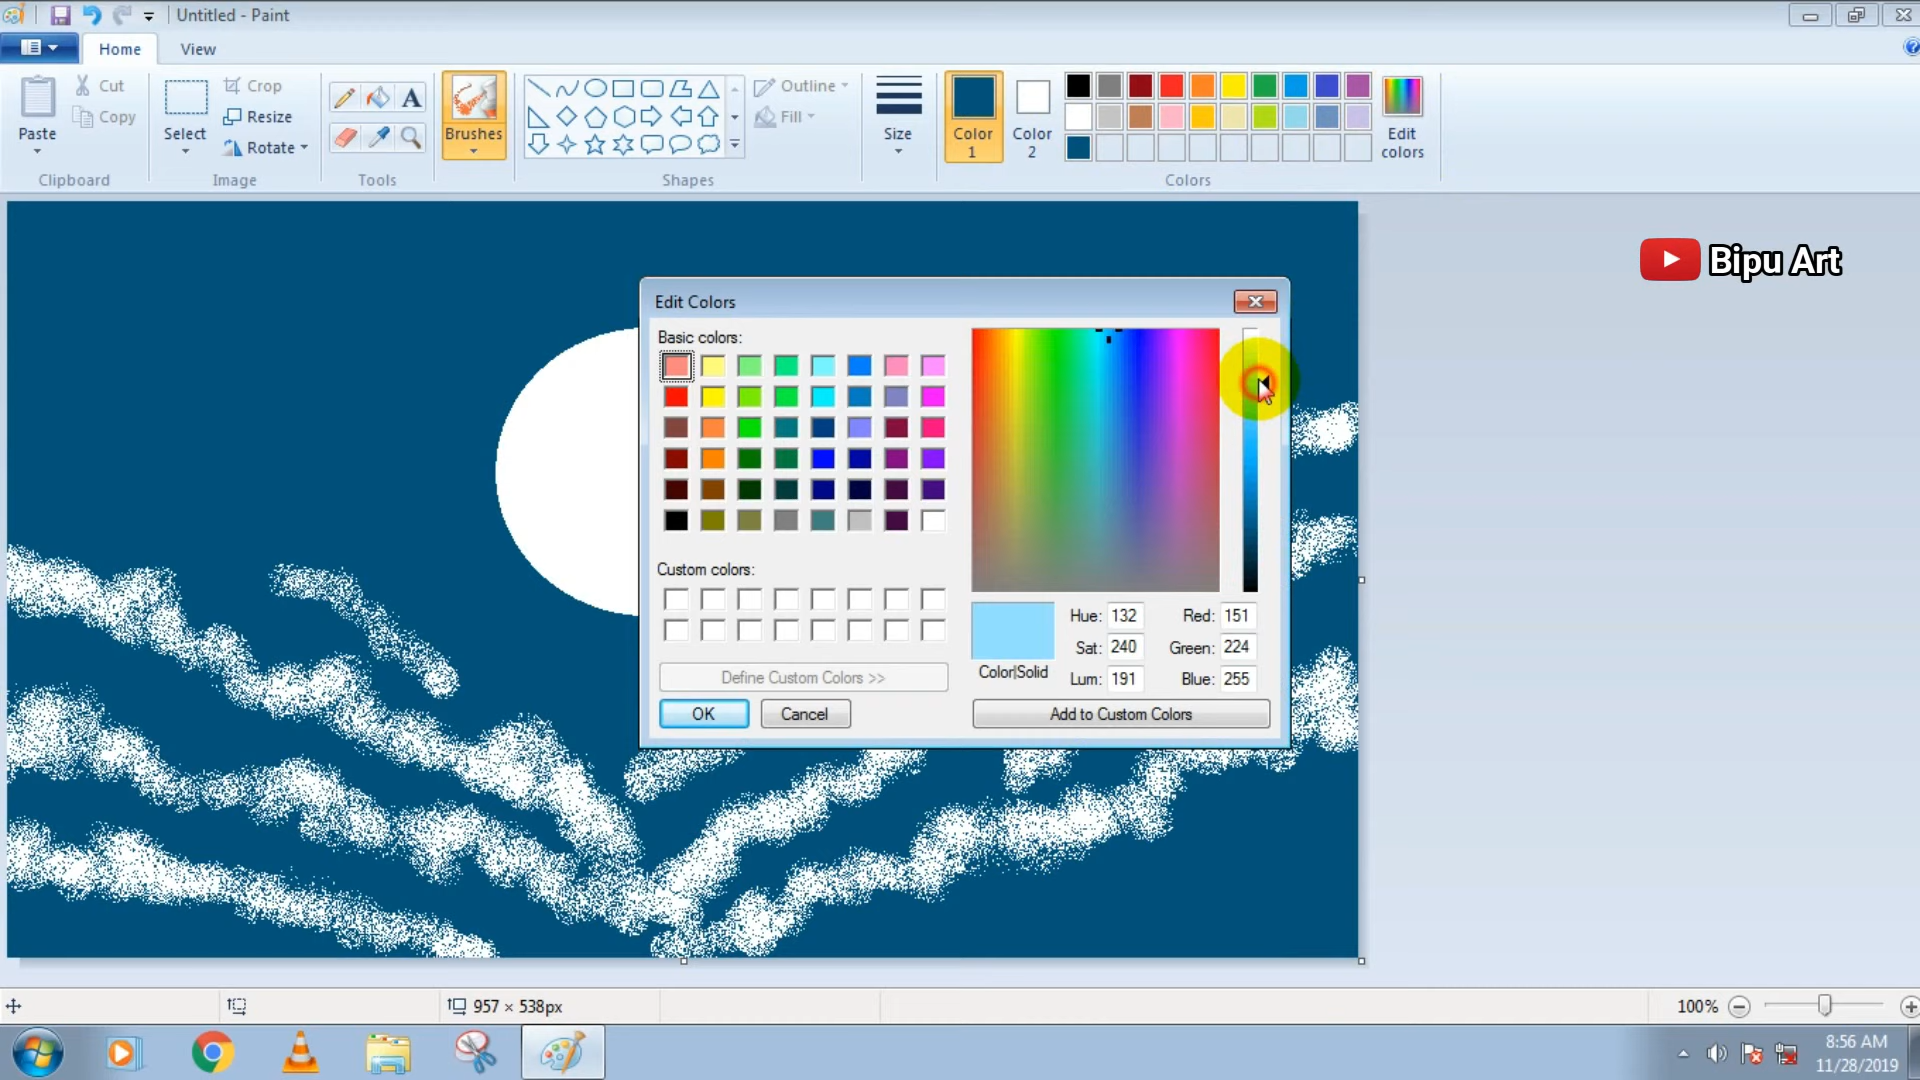 Untitled - Paint
Home
View
Paste
Cut
Copy
Clipboard
Select
Crop
Resize
Rotate
Image
A
Tools
Brushes
Outline
Fill
Shapes
Size
Color
1
Color
2
Edit
colors
Colors
Bipu Art
Edit Colors
Basic colors:
Custom colors:
Define Custom Colors >>
OK
Cancel
Color|Solid
Hue: 132
Sat: 240
Lum: 191
Red: 151
Green: 224
Blue: 255
Add to Custom Colors
957 × 538px
100%
8:56 AM
11/28/2019